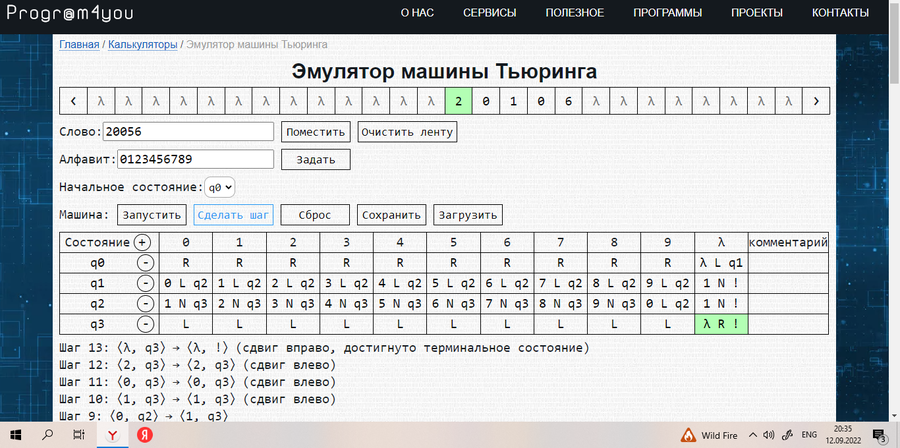 Progr@m4you
О НАС СЕРВИСЫ ПОЛЕЗНОЕ ПРОГРАММЫ ПРОЕКТЫ КОНТАКТЫ
Главная / Калькуляторы / Эмулятор машины Тьюринга
Эмулятор машины Тьюринга
< λ λ λ λ λ λ λ λ λ λ λ λ λ 2 0 1 0 6 λ λ λ λ λ λ λ λ >
Слово: 20056 Поместить Очистить ленту
Алфавит: 0123456789 Задать
Начальное состояние: q0
Машина: Запустить Сделать шаг Сброс Сохранить Загрузить
Состояние + 0 1 2 3 4 5 6 7 8 9 λ комментарий
q0 - R R R R R R R R R R λ L q1
q1 - 0 L q2 1 L q2 2 L q2 3 L q2 4 L q2 5 L q2 6 L q2 7 L q2 8 L q2 9 L q2 1 N !
q2 - 1 N q3 2 N q3 3 N q3 4 N q3 5 N q3 6 N q3 7 N q3 8 N q3 9 N q3 0 L q2 1 N !
q3 - L L L L L L L L L L λ R !
Шаг 13: ⟨λ, q3⟩ → ⟨λ, !⟩ (сдвиг вправо, достигнуто терминальное состояние)
Шаг 12: ⟨2, q3⟩ → ⟨2, q3⟩ (сдвиг влево)
Шаг 11: ⟨0, q3⟩ → ⟨0, q3⟩ (сдвиг влево)
Шаг 10: ⟨1, q3⟩ → ⟨1, q3⟩ (сдвиг влево)
Шаг 9: ⟨0, q2⟩ → ⟨1, q3⟩
Wild Fire ENG 20:35
12.09.2022 3